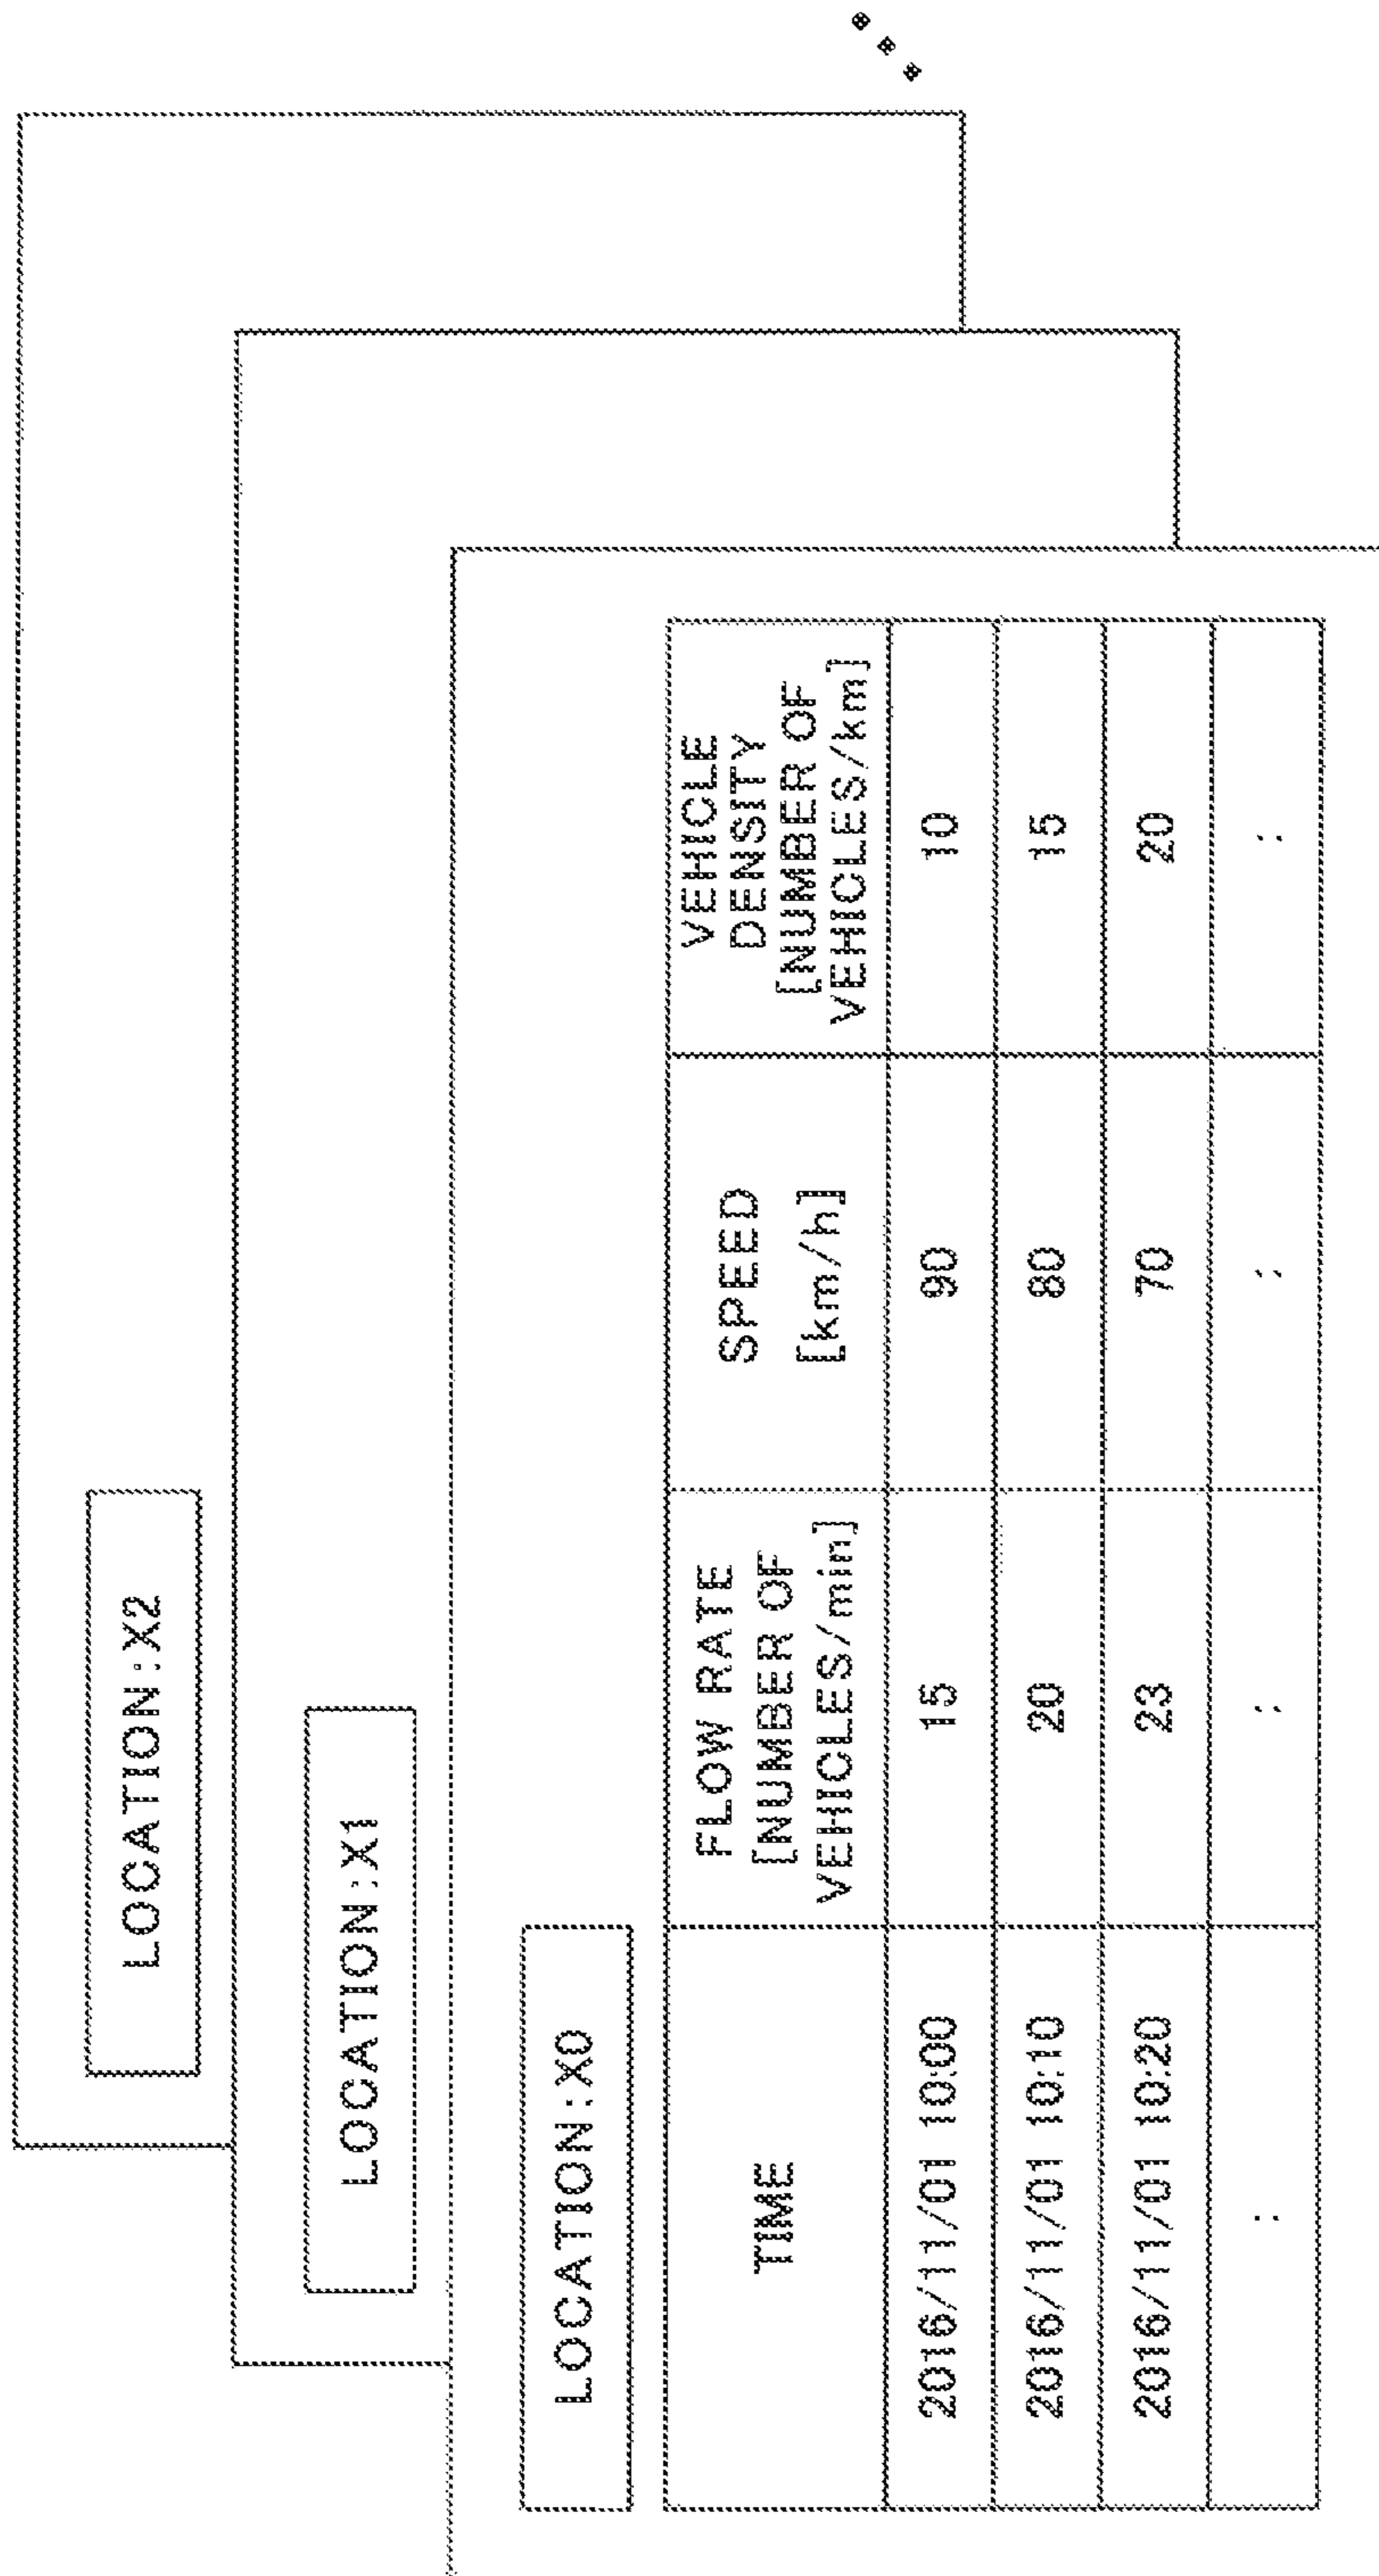 LOCATION:X2
LOCATION:X1
LOCATION:X0
TIME
FLOW RATE
[NUMBER OF
VEHICLES/min]
SPEED
[km/h]
VEHICLE
DENSITY
[NUMBER OF
VEHICLES/km]
2016/11/01 10:00 15 90 10
2016/11/01 10:10 20 80 15
2016/11/01 10:20 23 70 20
: : : :